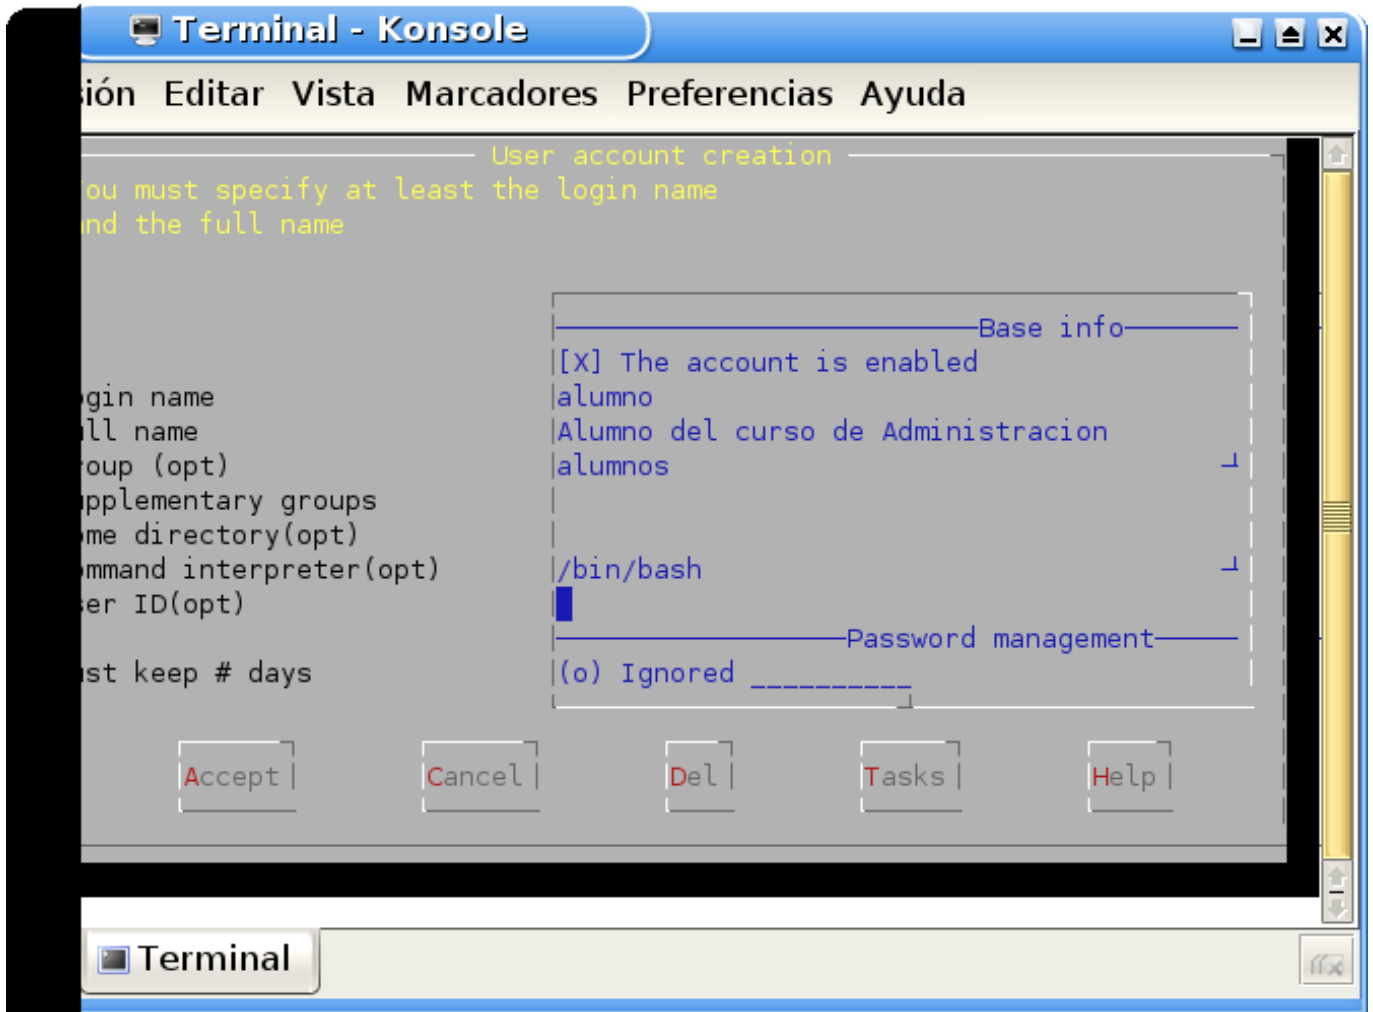 Terminal - Konsole
ión Editar Vista Marcadores Preferencias Ayuda
User account creation
ou must specify at least the login name
nd the full name
Base info
[X] The account is enabled
gin name alumno
ll name Alumno del curso de Administracion
oup (opt) alumnos
pplementary groups
me directory(opt)
mmand interpreter(opt) /bin/bash
er ID(opt)
Password management
st keep # days (o) Ignored __________
Accept Cancel Del Tasks Help
Terminal